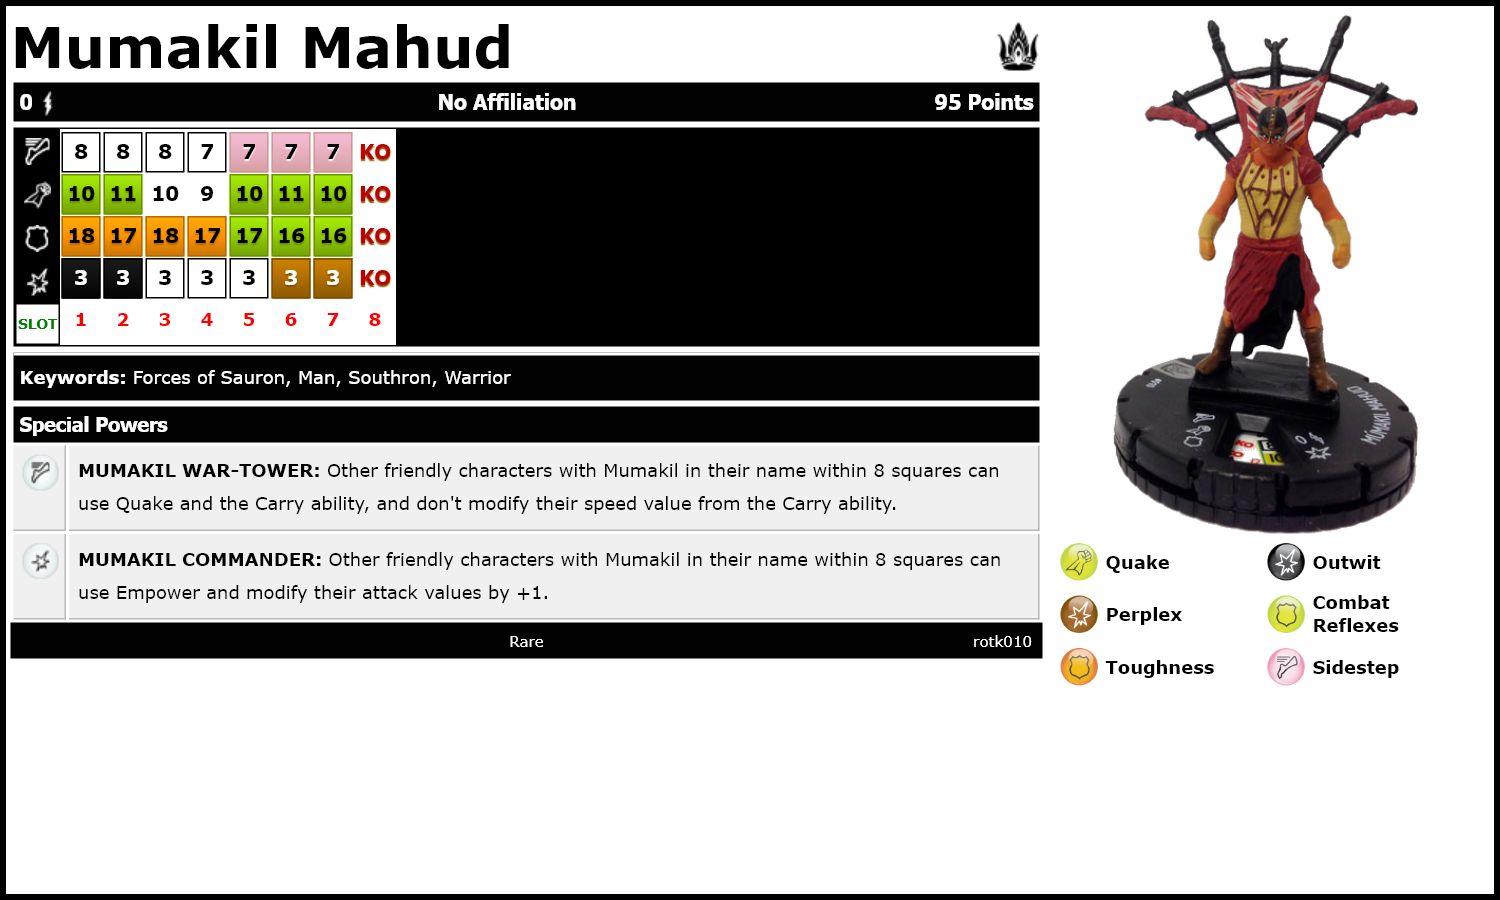 Mumakil Mahud
0 No Affiliation 95 Points
8 8 8 7 7 7 7 KO
10 11 10 9 10 11 10 KO
18 17 18 17 17 16 16 KO
3 3 3 3 3 3 3 KO
SLOT 1 2 3 4 5 6 7 8
Keywords: Forces of Sauron, Man, Southron, Warrior
Special Powers
MUMAKIL WAR-TOWER: Other friendly characters with Mumakil in their name within 8 squares can
use Quake and the Carry ability, and don't modify their speed value from the Carry ability.
MUMAKIL COMMANDER: Other friendly characters with Mumakil in their name within 8 squares can
use Empower and modify their attack values by +1.
Rare rotk010
010
MÛMAKIL MAHUD
0
KO
Quake
Outwit
Perplex
Combat
Reflexes
Toughness
Sidestep